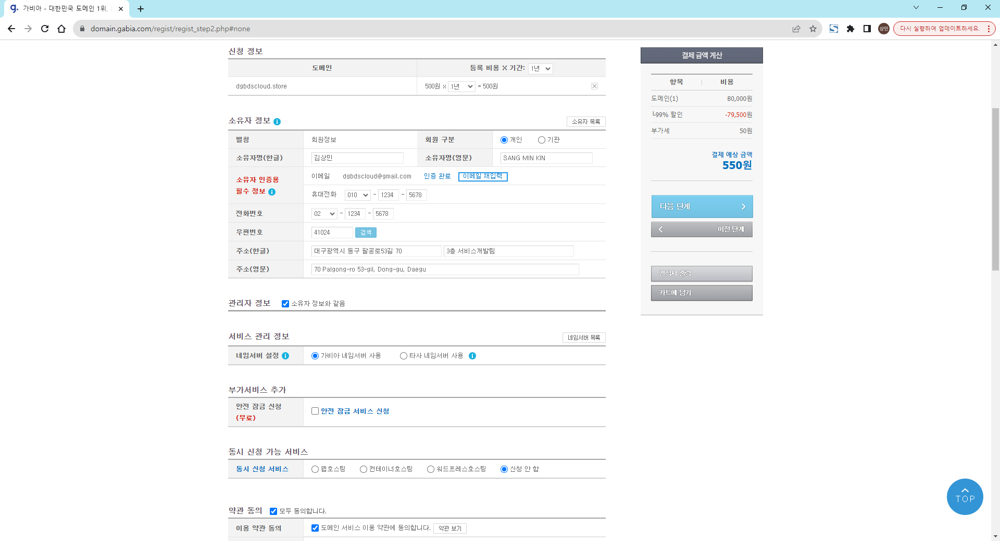 가비아 - 대한민국 도메인 1위,
domain.gabia.com/regist/regist_step2.php#none
상민
다시 실행하여 업데이트하세요.
신청 정보
도메인
등록 비용 X 기간: 1년
dgbdscloud.store
500원 x 1년 = 500원
소유자 정보
소유자 목록
별칭
회원정보
회원 구분
개인
기관
소유자명(한글)
김상민
소유자명(영문)
SANG MIN KIN
소유자 인증용
필수 정보
이메일
dgbdscloud@gmail.com
인증 완료
이메일 재입력
휴대전화
010 - 1234 - 5678
전화번호
02 - 1234 - 5678
우편번호
41024
검색
주소(한글)
대구광역시 동구 팔공로53길 70
3층 서비스개발팀
주소(영문)
70 Palgong-ro 53-gil, Dong-gu, Daegu
관리자 정보
소유자 정보와 같음
서비스 관리 정보
네임서버 목록
네임서버 설정
가비아 네임서버 사용
타사 네임서버 사용
부가서비스 추가
안전 잠금 신청
(무료)
안전 잠금 서비스 신청
동시 신청 가능 서비스
동시 신청 서비스
웹호스팅
컨테이너호스팅
워드프레스호스팅
신청 안 함
약관 동의
모두 동의합니다.
이용 약관 동의
도메인 서비스 이용 약관에 동의합니다.
약관 보기
결제 금액 계산
항목
비용
도메인(1)
80,000원
└99% 할인
-79,500원
부가세
50원
결제 예상 금액
550원
다음 단계
이전 단계
견적서 출력
카트에 담기
TOP